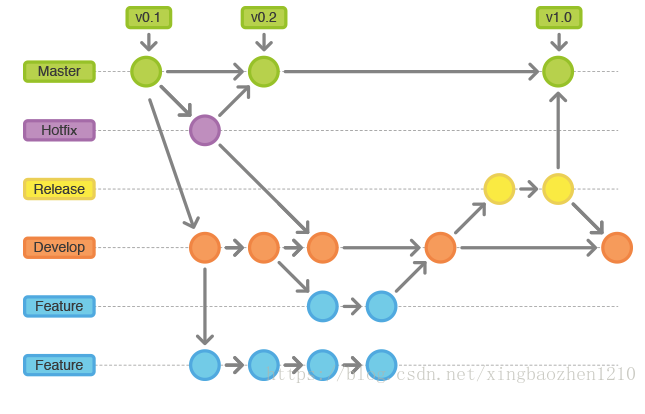 v0.1
v0.2
v1.0
Master
Hotfix
Release
Develop
Feature
Feature
https://blog.csdn.net/xingbaozhen1210